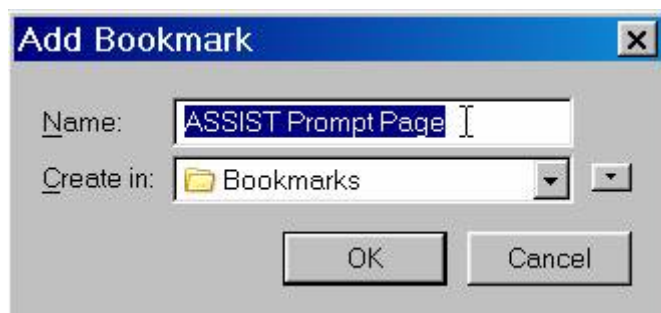 Add Bookmark
Name: ASSIST Prompt Page
Create in: Bookmarks
OK Cancel